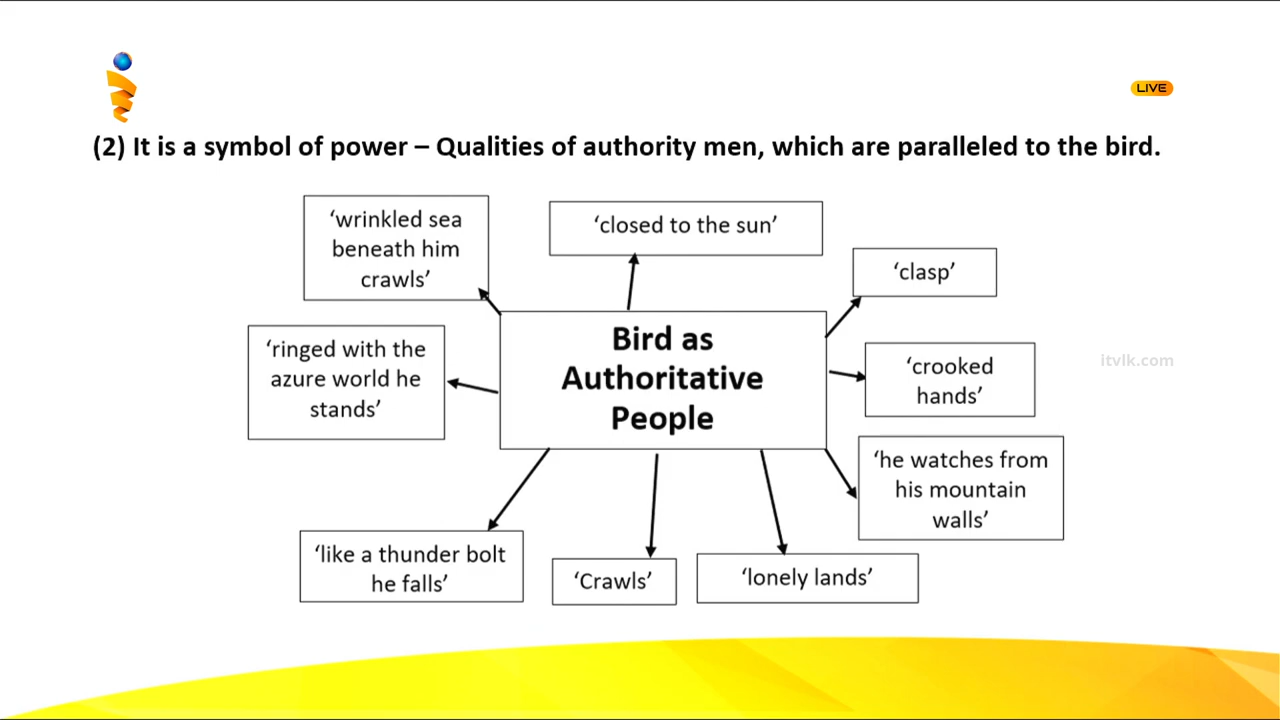 LIVE
(2) It is a symbol of power – Qualities of authority men, which are paralleled to the bird.
‘wrinkled sea
beneath him
crawls’
‘closed to the sun’
‘clasp’
‘ringed with the
azure world he
stands’
Bird as
Authoritative
People
‘crooked
hands’
itvlk.com
‘he watches from
his mountain
walls’
‘like a thunder bolt
he falls’
‘Crawls’
‘lonely lands’